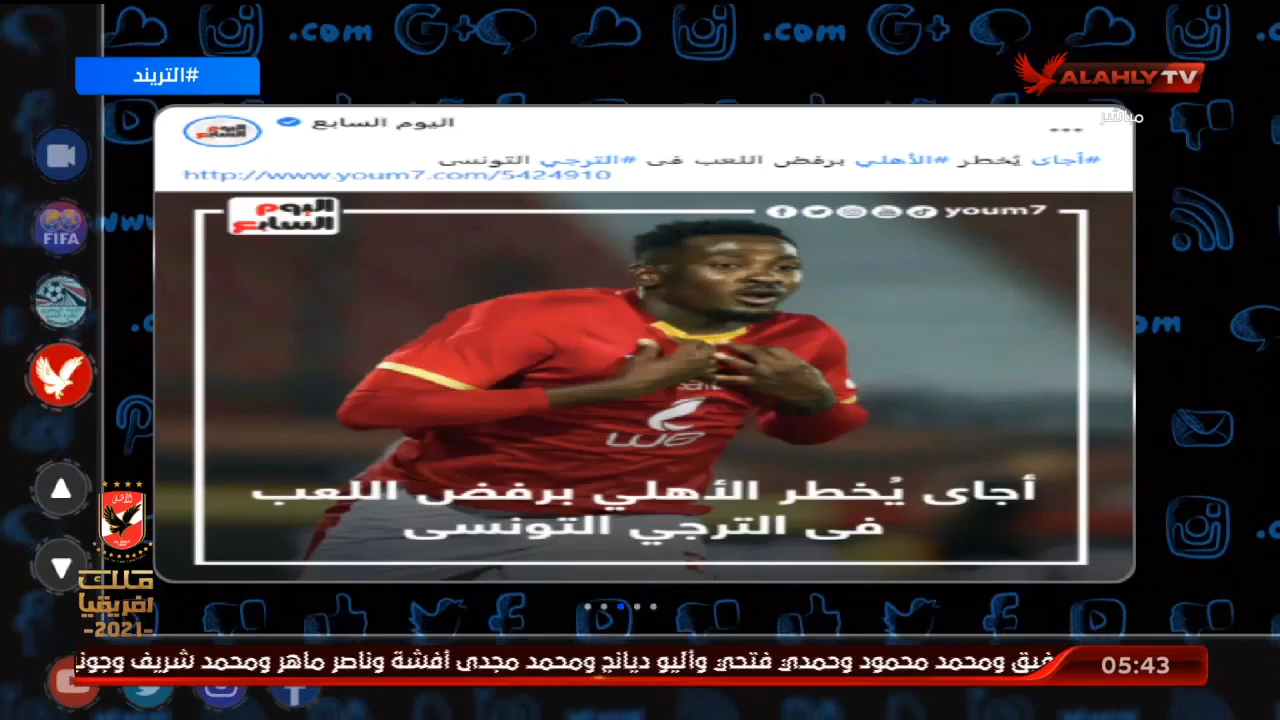 #التريند
ALAHLY TV
مباشر
اليوم السابع
#أجاى يُخطر #الأهلي برفض اللعب فى #الترجي التونسى
http://www.youm7.com/5424910
اليوم السابع
youm7
FIFA
أجاى يُخطر الأهلي برفض اللعب
فى الترجي التونسى
ملك
افريقيا
-2021-
ومحمد محمود وحمدي فتحي وأليو ديانج ومحمد مجدى أفشة وناصر ماهر ومحمد شريف
05:43